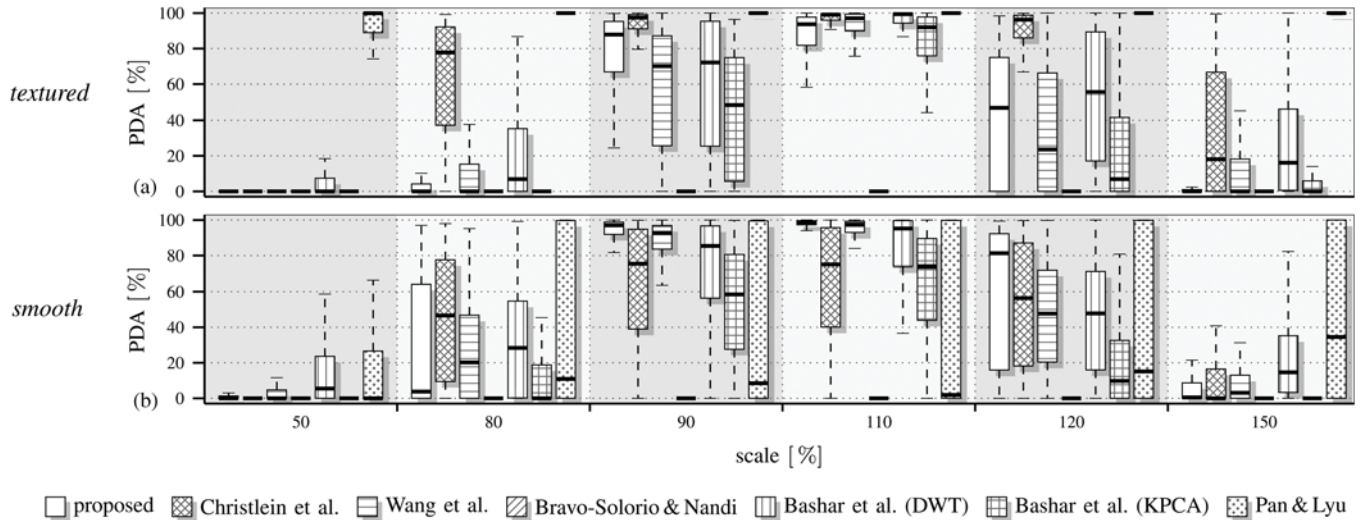 textured
PDA [%]
100
80
60
40
20
0
(a)
smooth
PDA [%]
100
80
60
40
20
0
(b)
50 80 90 110 120 150
scale [%]
proposed Christlein et al. Wang et al. Bravo-Solorio & Nandi Bashar et al. (DWT) Bashar et al. (KPCA) Pan & Lyu